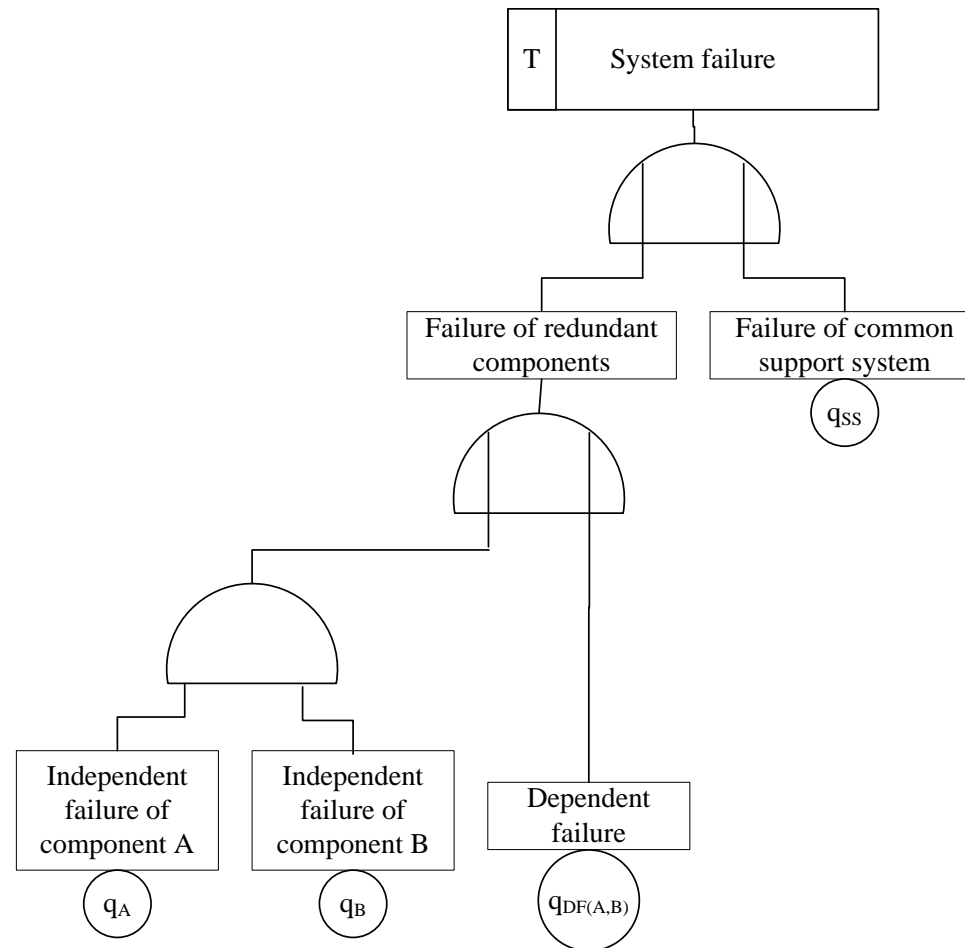 T
System failure
Failure of redundant
components
Failure of common
support system
qSS
Independent
failure of
component A
Independent
failure of
component B
Dependent
failure
qA
qB
qDF(A,B)